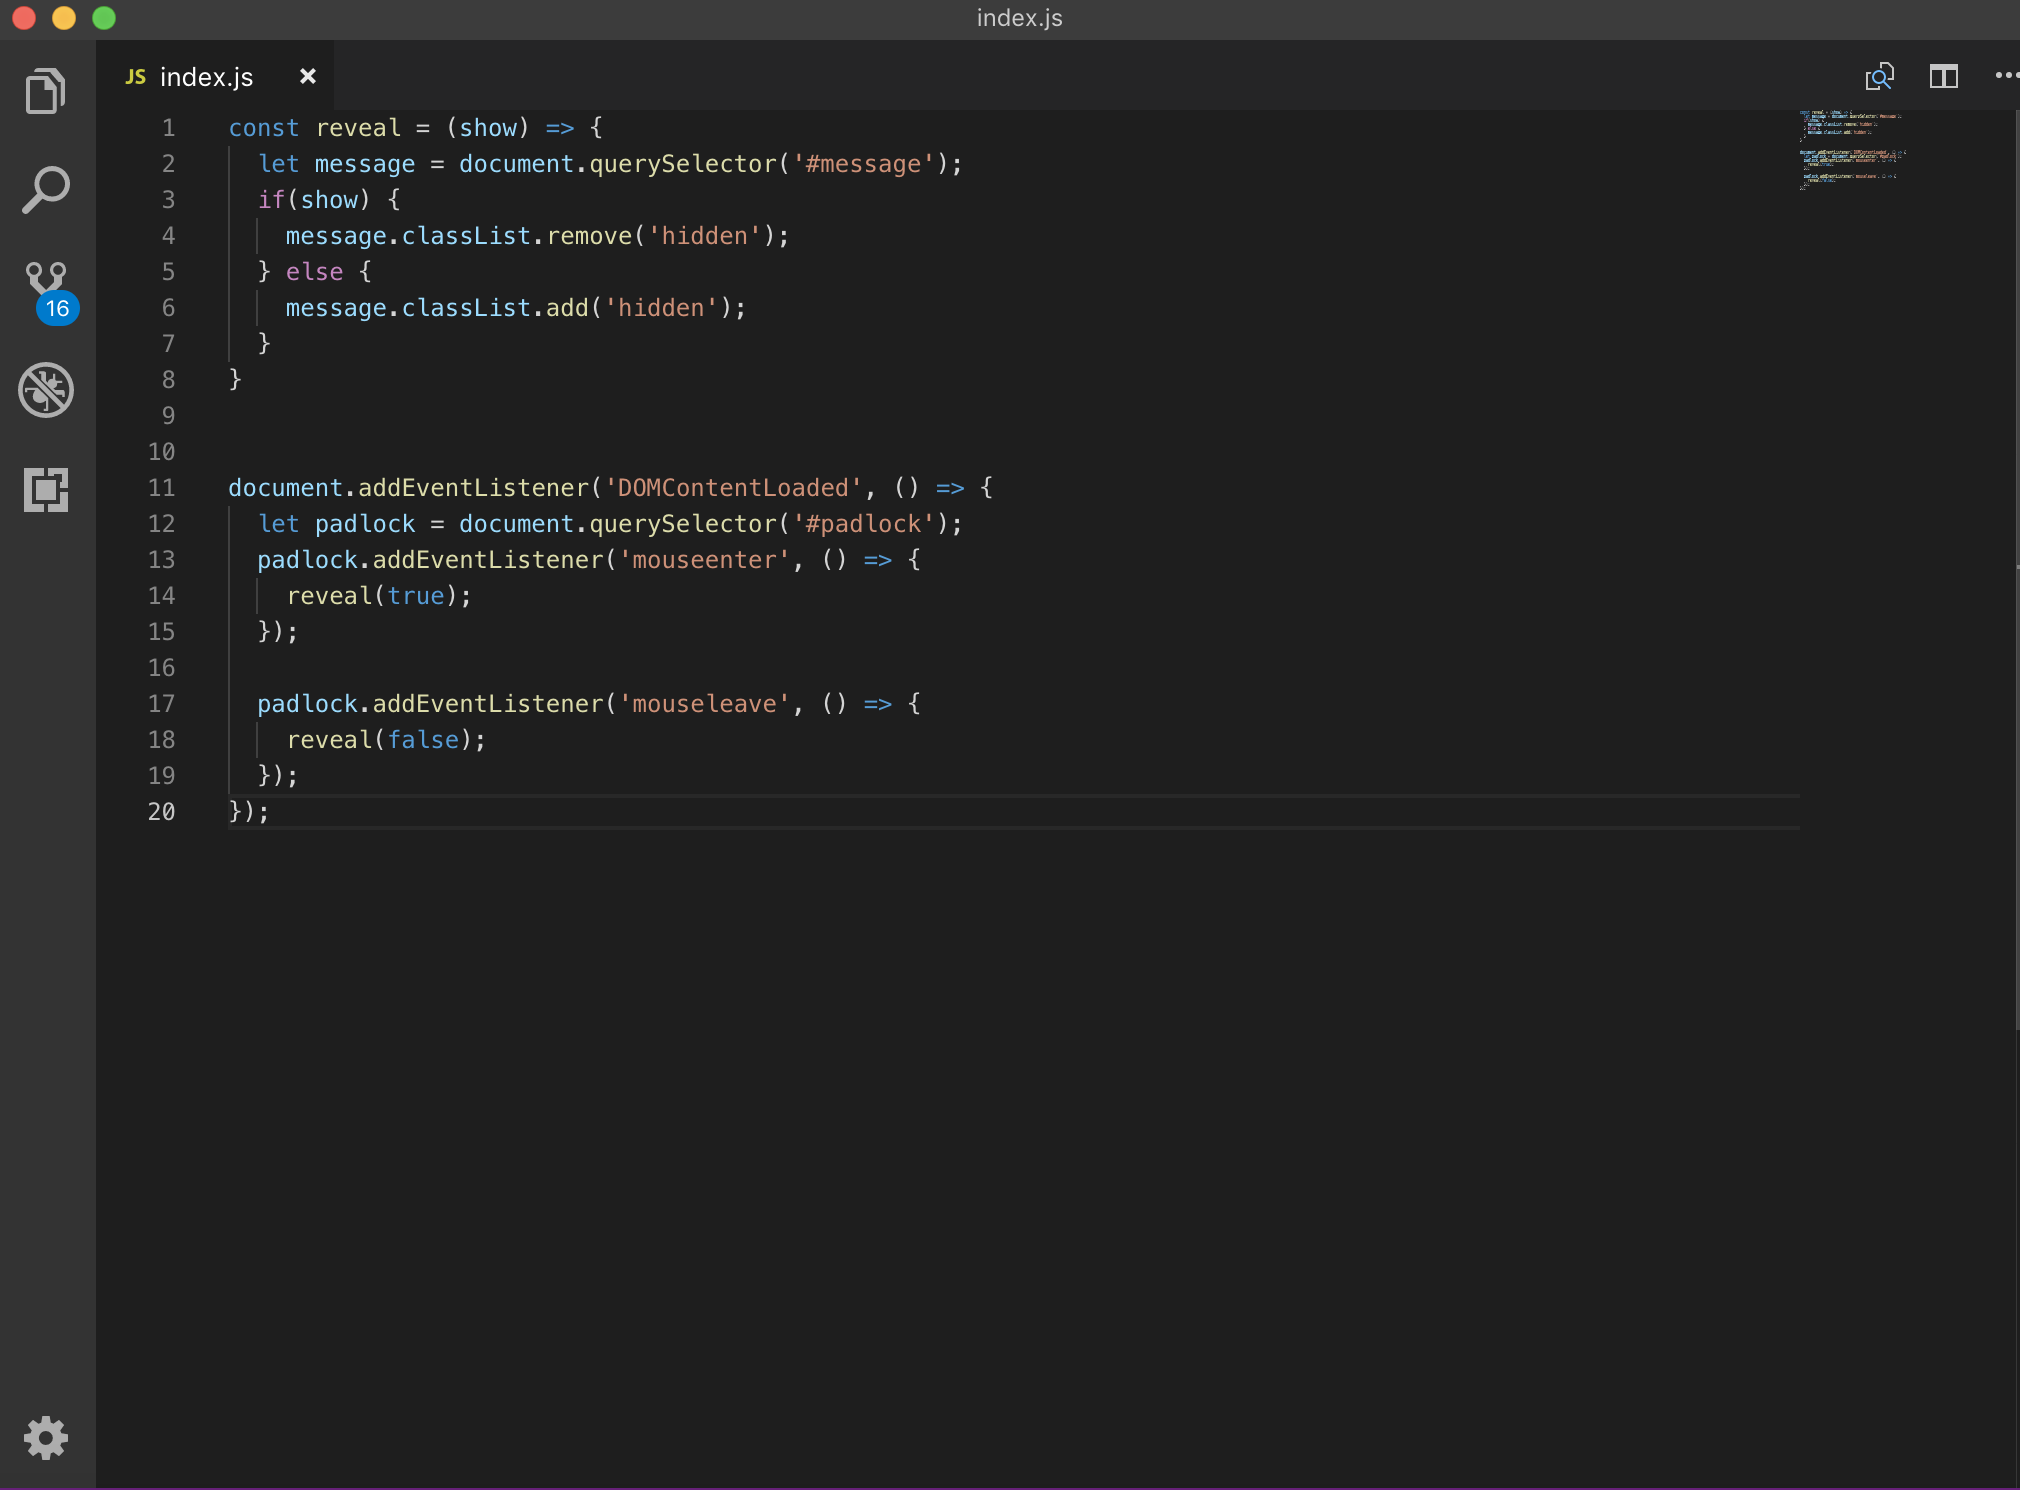 index.js
JS index.js
1 const reveal = (show) => {
2   let message = document.querySelector('#message');
3   if(show) {
4     message.classList.remove('hidden');
5   } else {
6     message.classList.add('hidden');
7   }
8 }
9
10
11 document.addEventListener('DOMContentLoaded', () => {
12   let padlock = document.querySelector('#padlock');
13   padlock.addEventListener('mouseenter', () => {
14     reveal(true);
15   });
16
17   padlock.addEventListener('mouseleave', () => {
18     reveal(false);
19   });
20 });
16